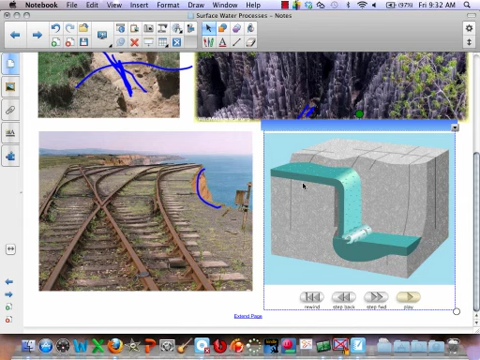 Notebook File Edit View Insert Format Draw Window Help (97%) Fri 9:32 AM
Surface Water Processes – Notes
rewind step back step fwd play
Extend Page